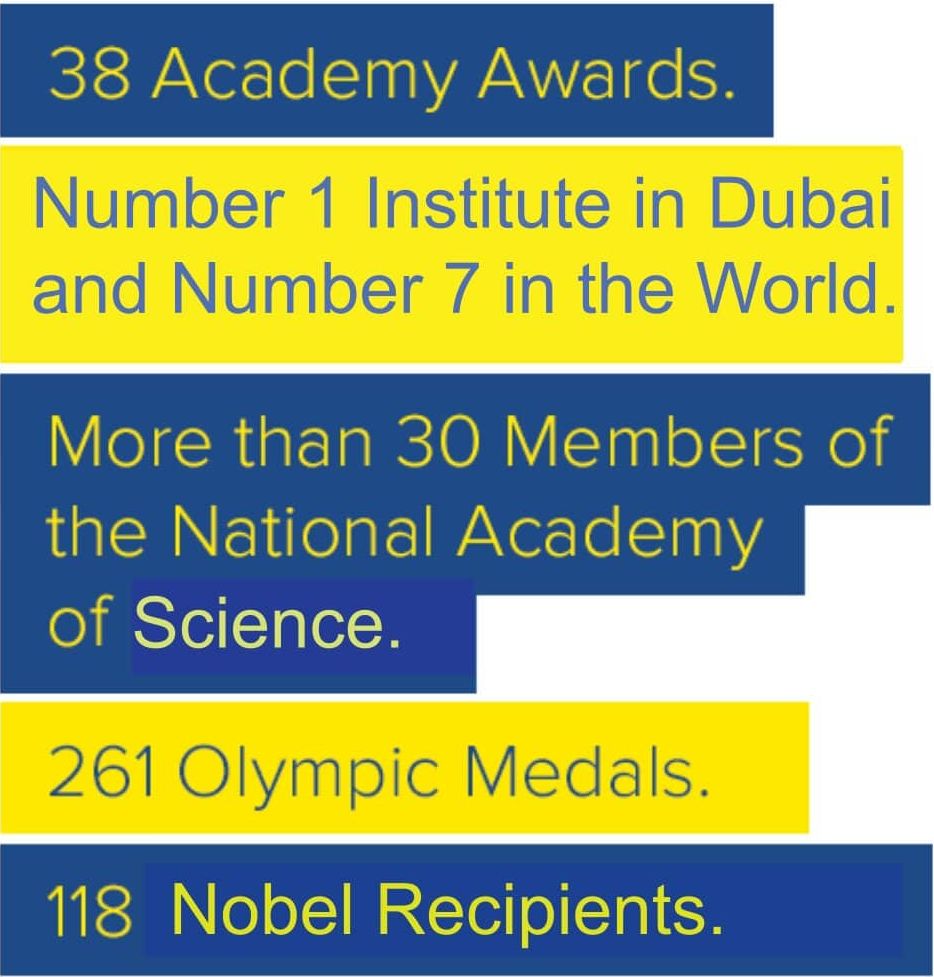 38 Academy Awards.
Number 1 Institute in Dubai
and Number 7 in the World.
More than 30 Members of
the National Academy
of Science.
261 Olympic Medals.
118 Nobel Recipients.